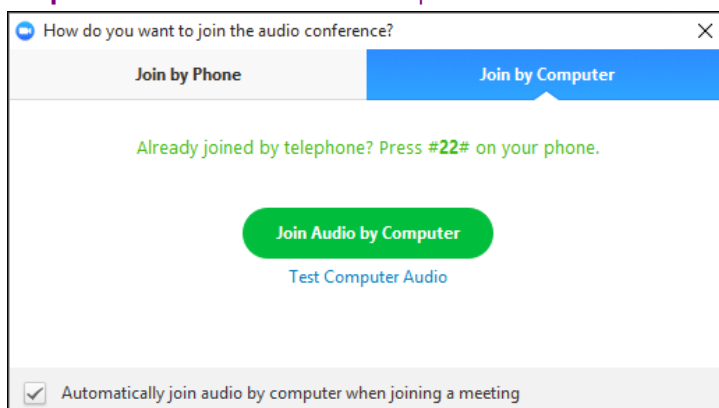 How do you want to join the audio conference?
Join by Phone
Join by Computer
Already joined by telephone? Press #22# on your phone.
Join Audio by Computer
Test Computer Audio
Automatically join audio by computer when joining a meeting